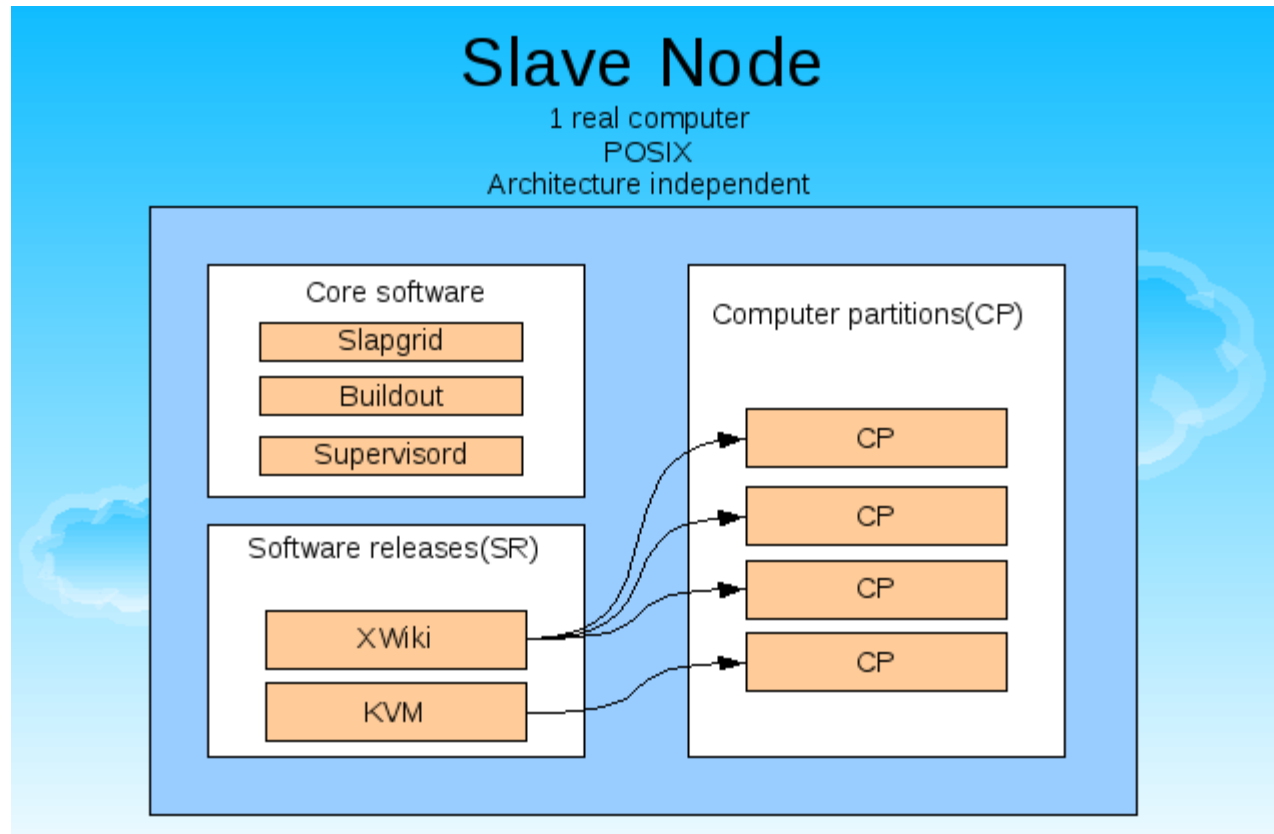 Slave Node
1 real computer
POSIX
Architecture independent
Core software
Slapgrid
Buildout
Supervisord
Software releases(SR)
XWiki
KVM
Computer partitions(CP)
CP
CP
CP
CP